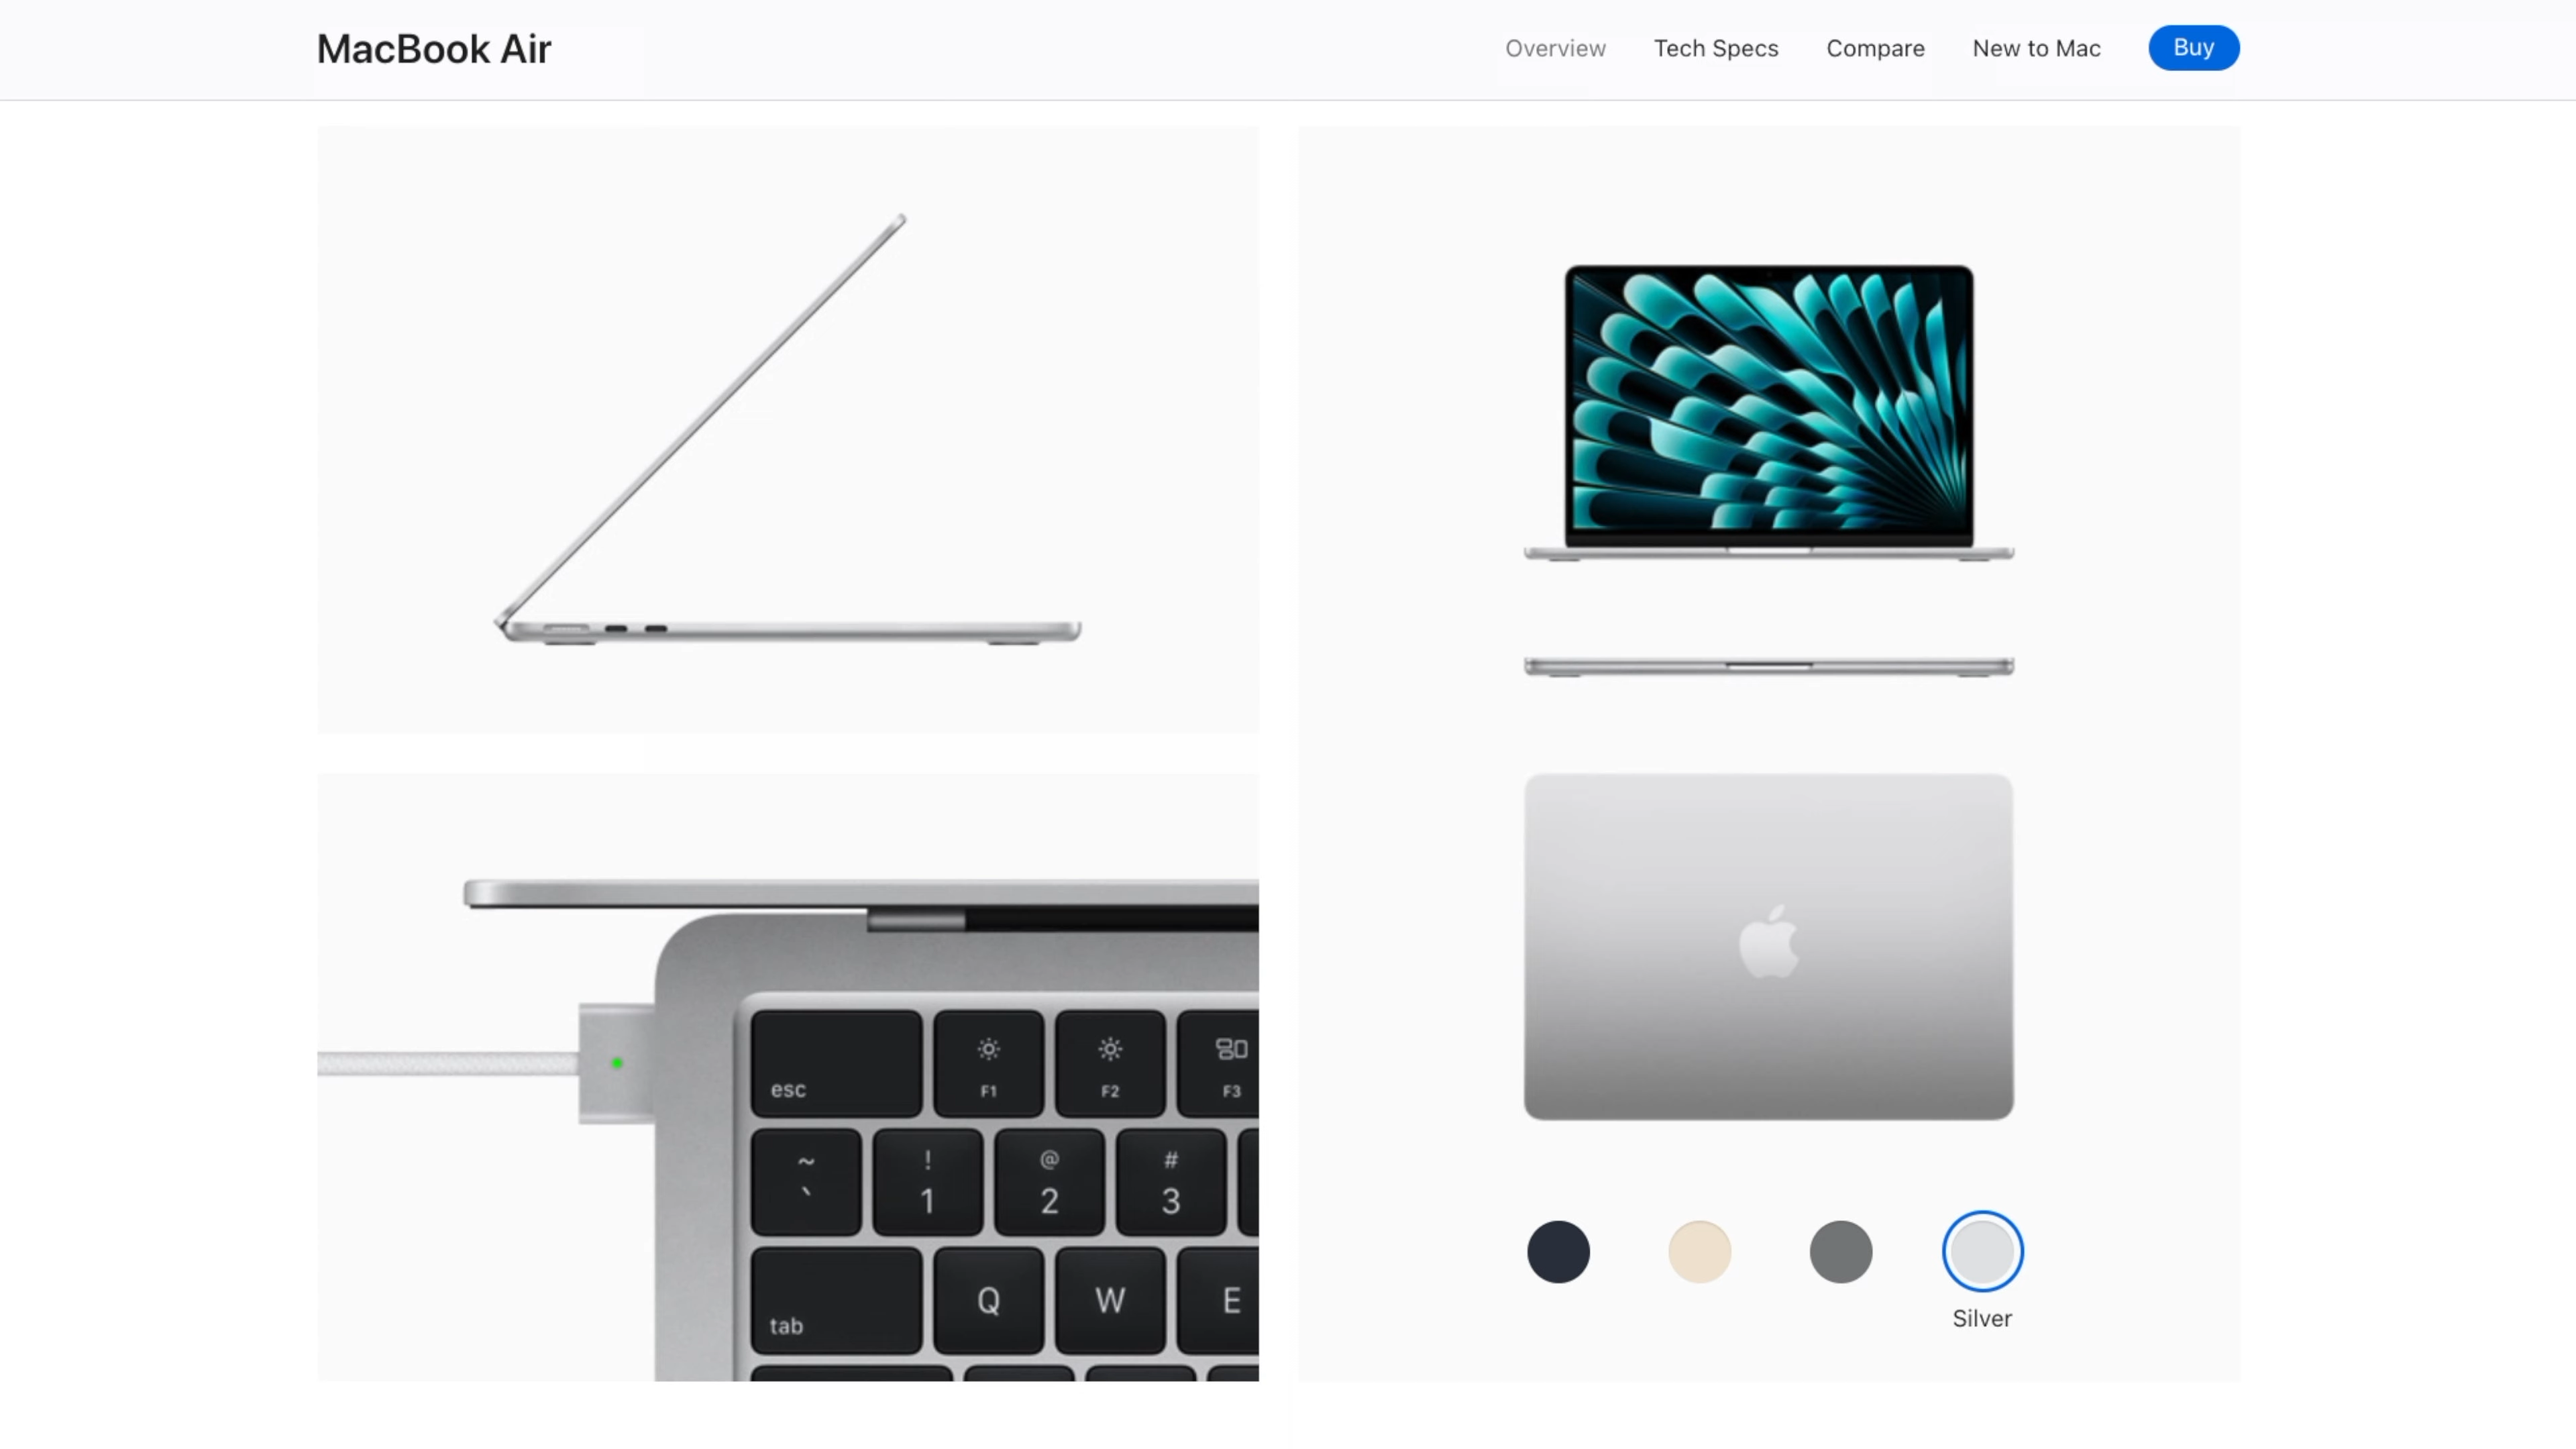 MacBook Air
Overview
Tech Specs
Compare
New to Mac
Buy
esc
F1
F2
F3
~
`
!
1
@
2
#
3
tab
Q
W
E
Silver